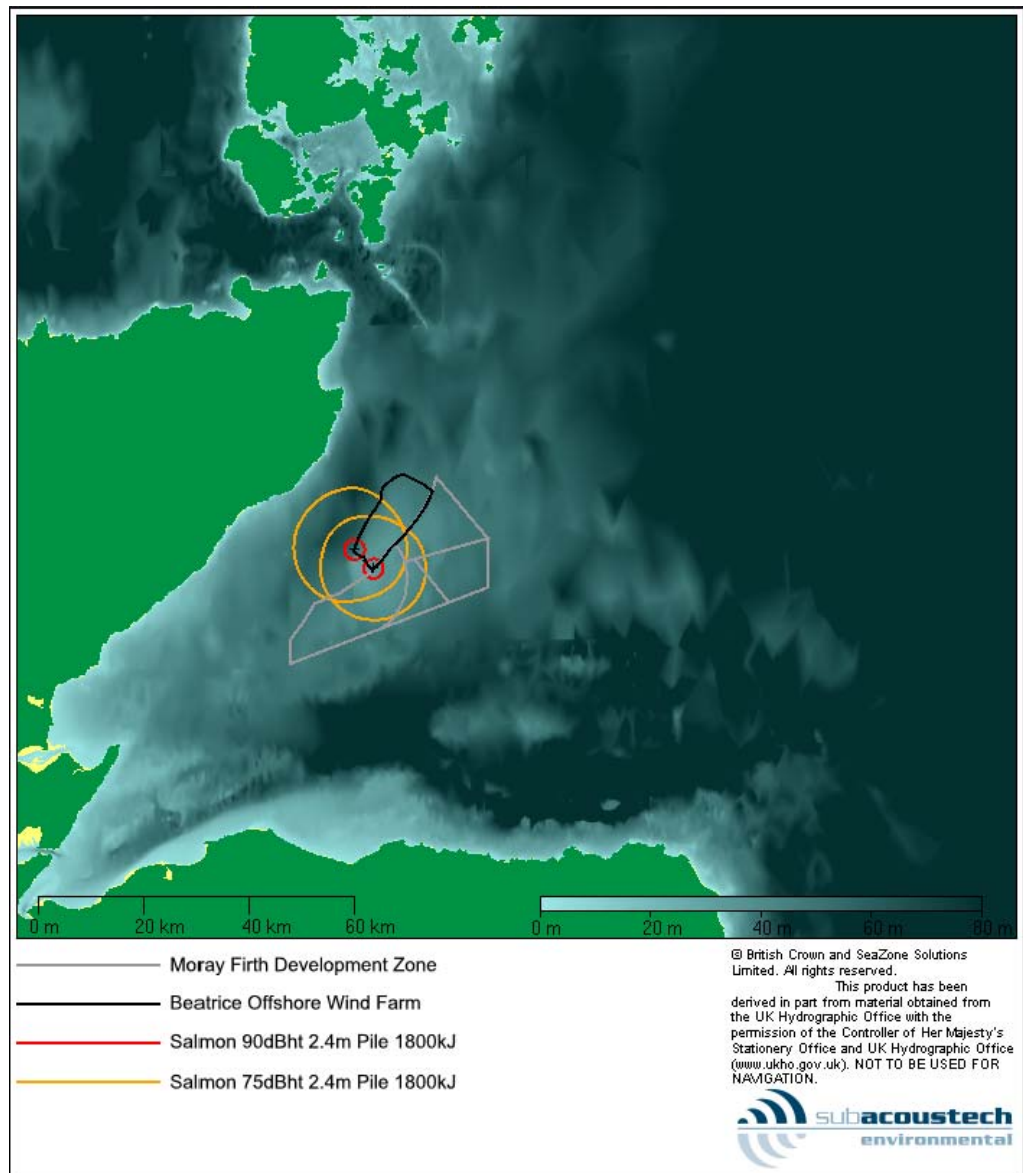 0 m 20 km 40 km 60 km
0 m 20 m 40 m 60 m 80 m
Moray Firth Development Zone
Beatrice Offshore Wind Farm
Salmon 90dBht 2.4m Pile 1800kJ
Salmon 75dBht 2.4m Pile 1800kJ
© British Crown and SeaZone Solutions
Limited. All rights reserved.
This product has been
derived in part from material obtained from
the UK Hydrographic Office with the
permission of the Controller of Her Majesty's
Stationery Office and UK Hydrographic Office
(www.ukho.gov.uk). NOT TO BE USED FOR
NAVIGATION.
subacoustech
environmental